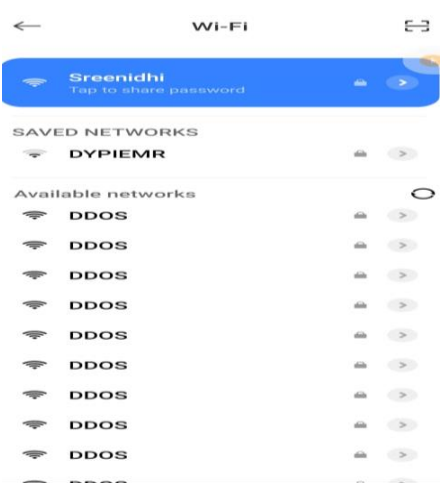 Wi-Fi
Sreenidhi
Tap to share password
SAVED NETWORKS
DYPIEMR
Available networks
DDOS
DDOS
DDOS
DDOS
DDOS
DDOS
DDOS
DDOS
DDOS